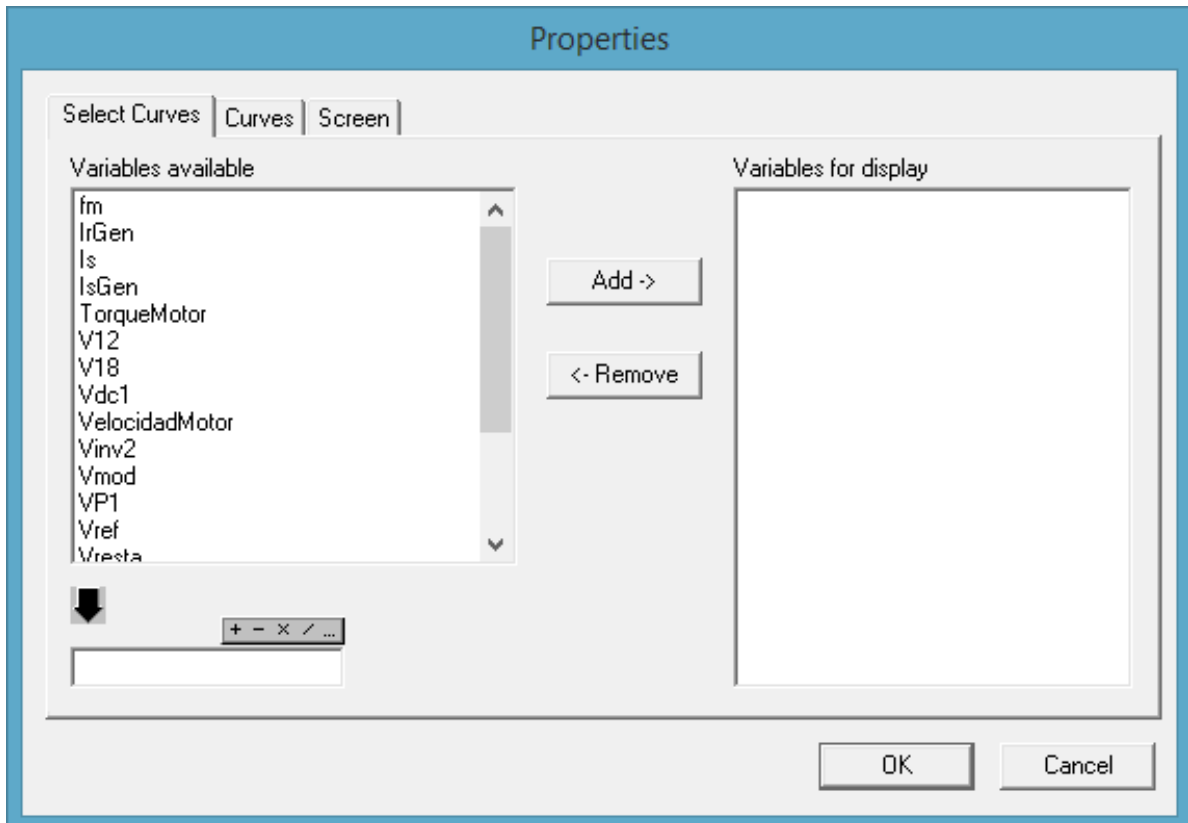 Properties
Select Curves Curves Screen
Variables available
Variables for display
fm
IrGen
Is
IsGen
TorqueMotor
V12
V18
Vdc1
VelocidadMotor
Vinv2
Vmod
VP1
Vref
Vresta
Add ->
<- Remove
+ - × / ...
OK Cancel